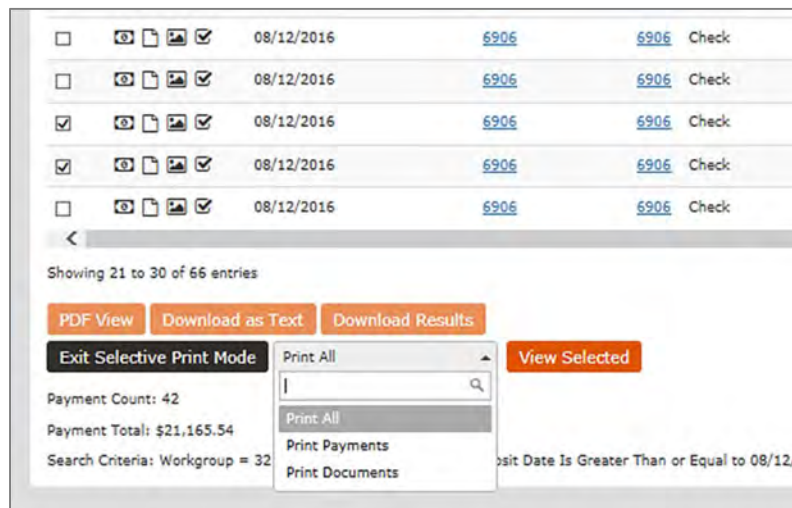 08/12/2016 6906 6906 Check
08/12/2016 6906 6906 Check
08/12/2016 6906 6906 Check
08/12/2016 6906 6906 Check
08/12/2016 6906 6906 Check
Showing 21 to 30 of 66 entries
PDF View Download as Text Download Results
Exit Selective Print Mode Print All View Selected
Payment Count: 42
Print All
Payment Total: $21,165.54
Print Payments
Search Criteria: Workgroup = 32 osit Date Is Greater Than or Equal to 08/12/
Print Documents